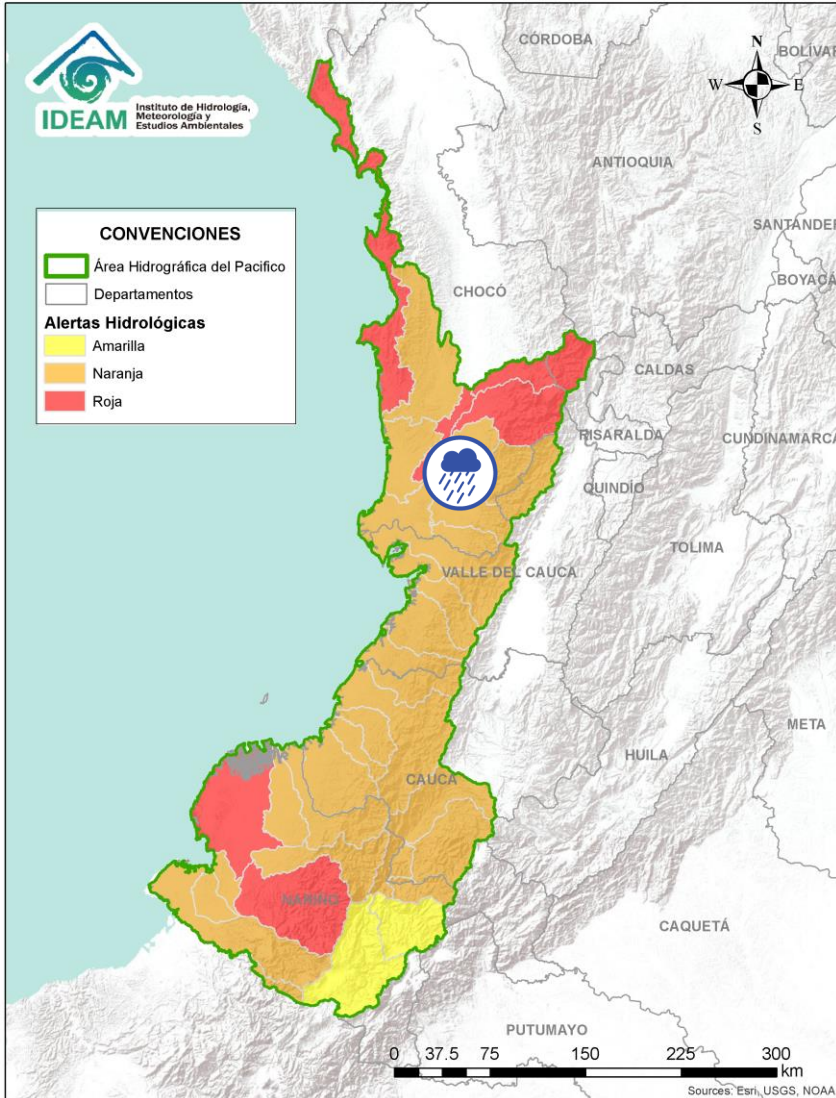 IDEAM
Instituto de Hidrología,
Meteorología y
Estudios Ambientales
CONVENCIONES
Área Hidrográfica del Pacifico
Departamentos
Alertas Hidrológicas
Amarilla
Naranja
Roja
N
W
E
S
CÓRDOBA
BOLÍVAR
ANTIOQUIA
SANTANDER
BOYACÁ
CHOCÓ
CALDAS
RISARALDA
CUNDINAMARCA
QUINDÍO
TOLIMA
VALLE DEL CAUCA
META
HUILA
CAUCA
NARIÑO
CAQUETÁ
PUTUMAYO
0 37.5 75 150 225 300
km
Sources: Esri, USGS, NOAA